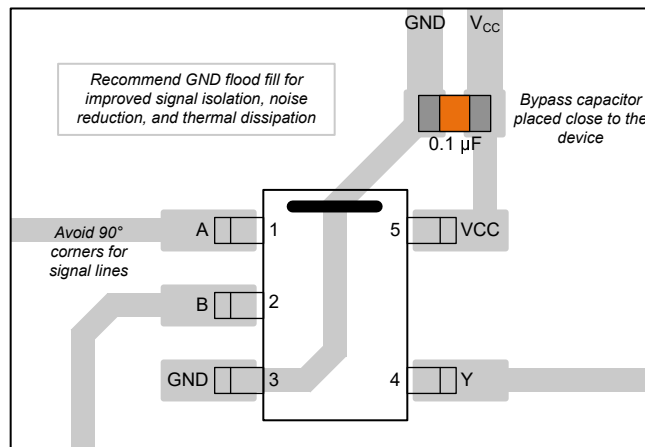 GND VCC
Recommend GND flood fill for
improved signal isolation, noise
reduction, and thermal dissipation
Bypass capacitor
placed close to the
device
0.1 µF
Avoid 90°
corners for
signal lines
A 1
5 VCC
B 2
GND 3
4 Y